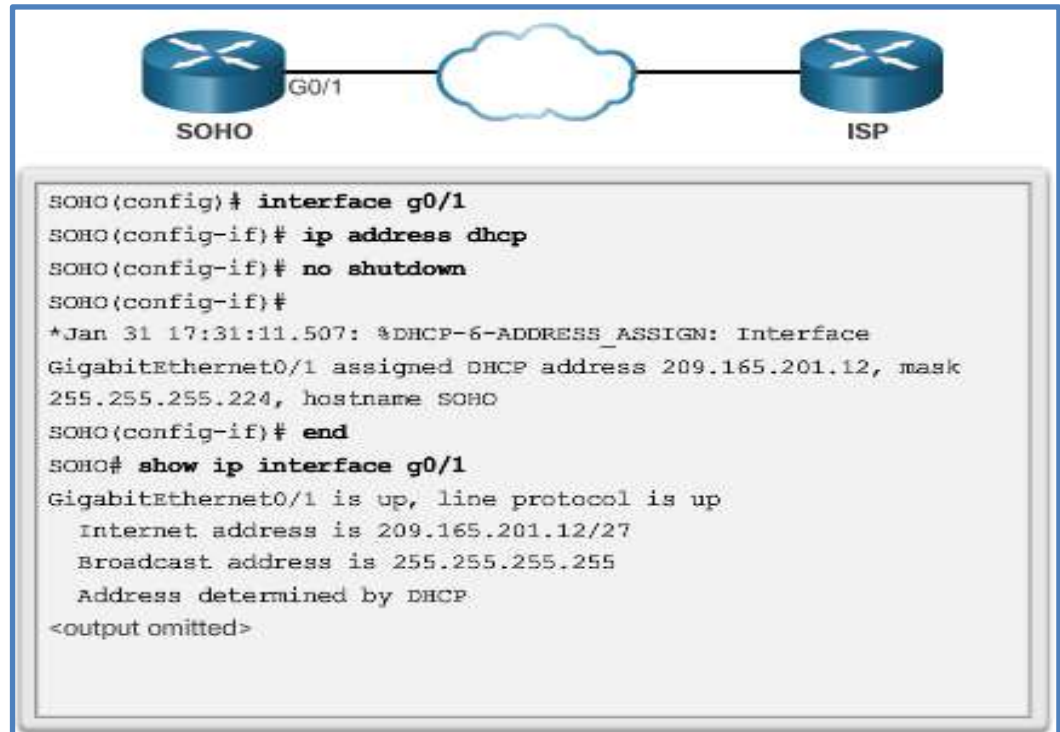 G0/1
SOHO
ISP
SOHO(config)# interface g0/1
SOHO(config-if)# ip address dhcp
SOHO(config-if)# no shutdown
SOHO(config-if)#
*Jan 31 17:31:11.507: %DHCP-6-ADDRESS_ASSIGN: Interface
GigabitEthernet0/1 assigned DHCP address 209.165.201.12, mask
255.255.255.224, hostname SOHO
SOHO(config-if)# end
SOHO# show ip interface g0/1
GigabitEthernet0/1 is up, line protocol is up
Internet address is 209.165.201.12/27
Broadcast address is 255.255.255.255
Address determined by DHCP
<output omitted>